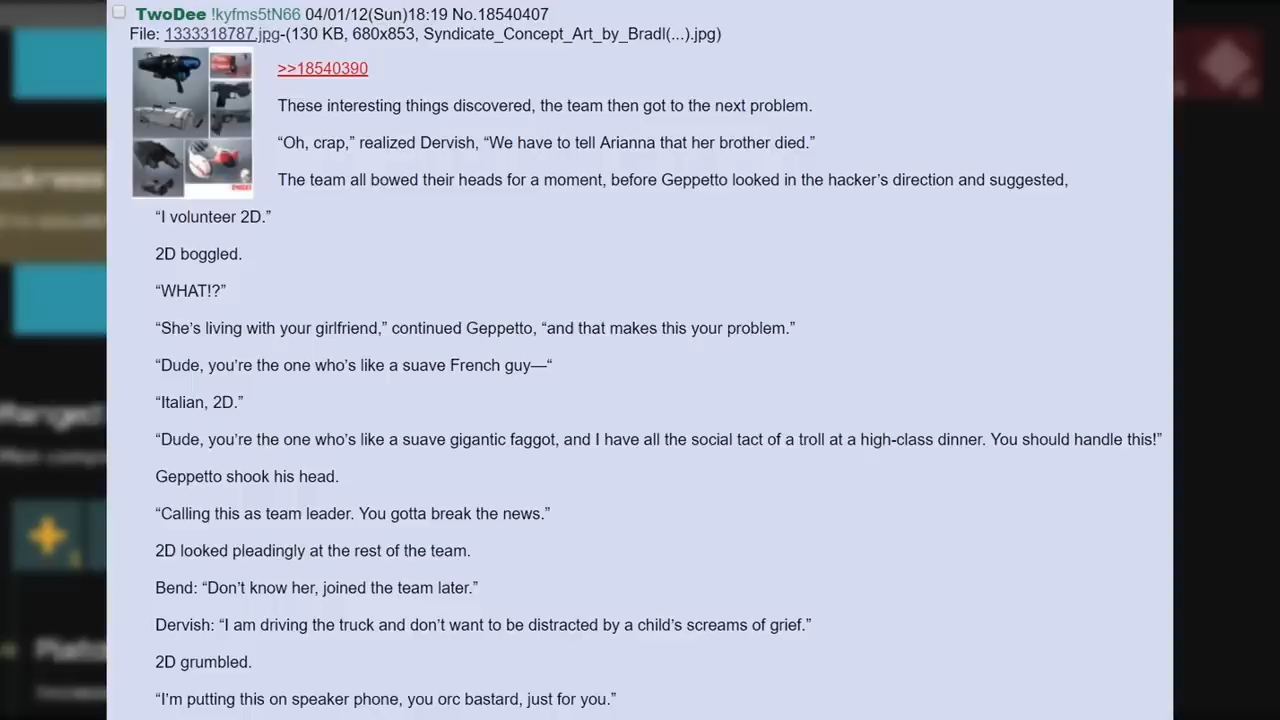 TwoDee !kyfms5tN66 04/01/12(Sun)18:19 No.18540407
File: 1333318787.jpg-(130 KB, 680x853, Syndicate_Concept_Art_by_Bradl(...).jpg)
>>18540390
These interesting things discovered, the team then got to the next problem.
“Oh, crap,” realized Dervish, “We have to tell Arianna that her brother died.”
The team all bowed their heads for a moment, before Geppetto looked in the hacker’s direction and suggested,
“I volunteer 2D.”
2D boggled.
“WHAT!?”
“She’s living with your girlfriend,” continued Geppetto, “and that makes this your problem.”
“Dude, you’re the one who’s like a suave French guy—“
“Italian, 2D.”
“Dude, you’re the one who’s like a suave gigantic faggot, and I have all the social tact of a troll at a high-class dinner. You should handle this!”
Geppetto shook his head.
“Calling this as team leader. You gotta break the news.”
2D looked pleadingly at the rest of the team.
Bend: “Don’t know her, joined the team later.”
Dervish: “I am driving the truck and don’t want to be distracted by a child’s screams of grief.”
2D grumbled.
“I’m putting this on speaker phone, you orc bastard, just for you.”